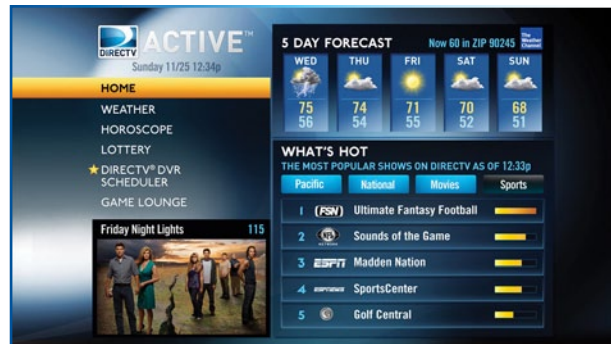 DIRECTV
ACTIVE™
Sunday 11/25 12:34p
HOME
WEATHER
HOROSCOPE
LOTTERY
DIRECTV® DVR
SCHEDULER
GAME LOUNGE
Friday Night Lights 115
5 DAY FORECAST Now 60 in ZIP 90245
The
Weather
Channel
WED THU FRI SAT SUN
75 74 71 70 68
56 54 55 52 51
WHAT'S HOT
THE MOST POPULAR SHOWS ON DIRECTV AS OF 12:33p
Pacific National Movies Sports
1 FSN Ultimate Fantasy Football
2 NFL NETWORK Sounds of the Game
3 ESPN Madden Nation
4 ESPNEWS SportsCenter
5 Golf Central